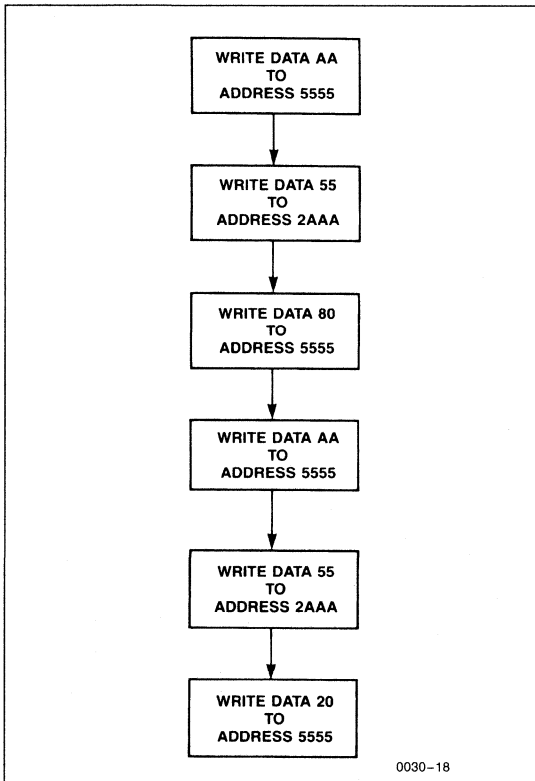 WRITE DATA AA
TO
ADDRESS 5555
WRITE DATA 55
TO
ADDRESS 2AAA
WRITE DATA 80
TO
ADDRESS 5555
WRITE DATA AA
TO
ADDRESS 5555
WRITE DATA 55
TO
ADDRESS 2AAA
WRITE DATA 20
TO
ADDRESS 5555
0030–18